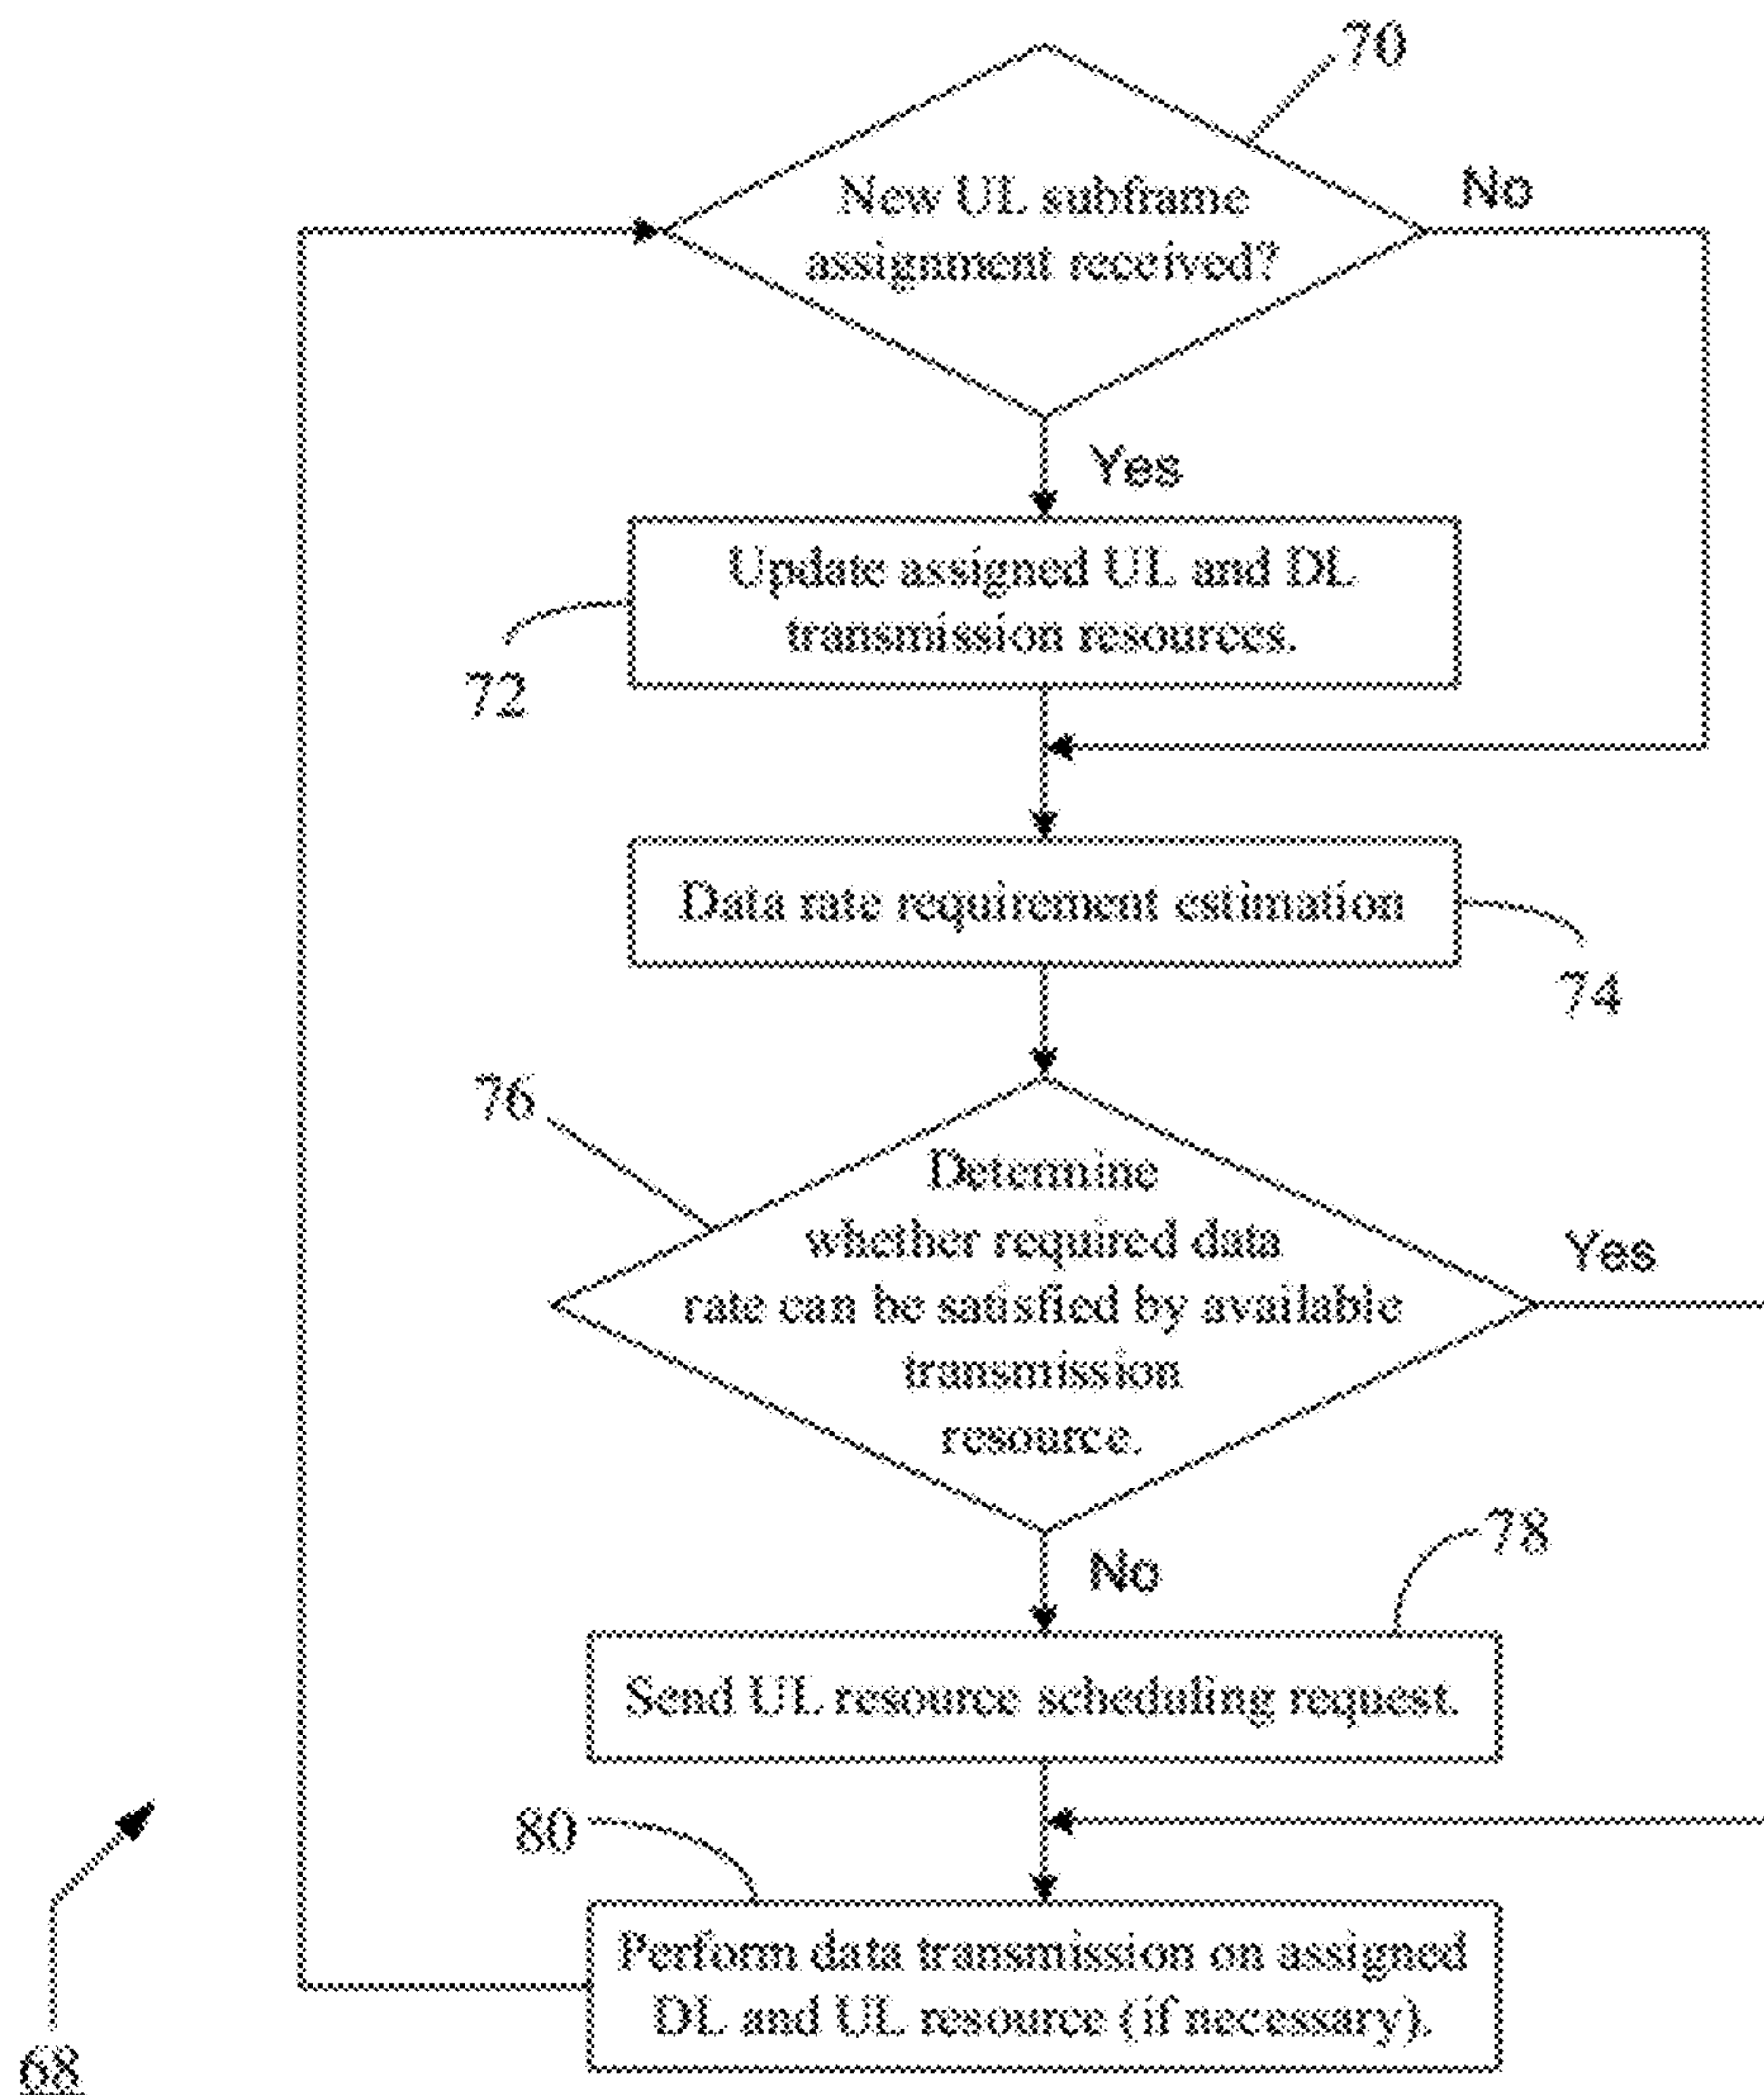 70
New UL subframe
assignment received?
No
Yes
Update assigned UL and DL
transmission resources.
72
Data rate requirement estimation
74
76
Determine
whether required data
rate can be satisfied by available
transmission
resource.
Yes
No
78
Send UL resource scheduling request.
80
Perform data transmission on assigned
DL and UL resource (if necessary).
68